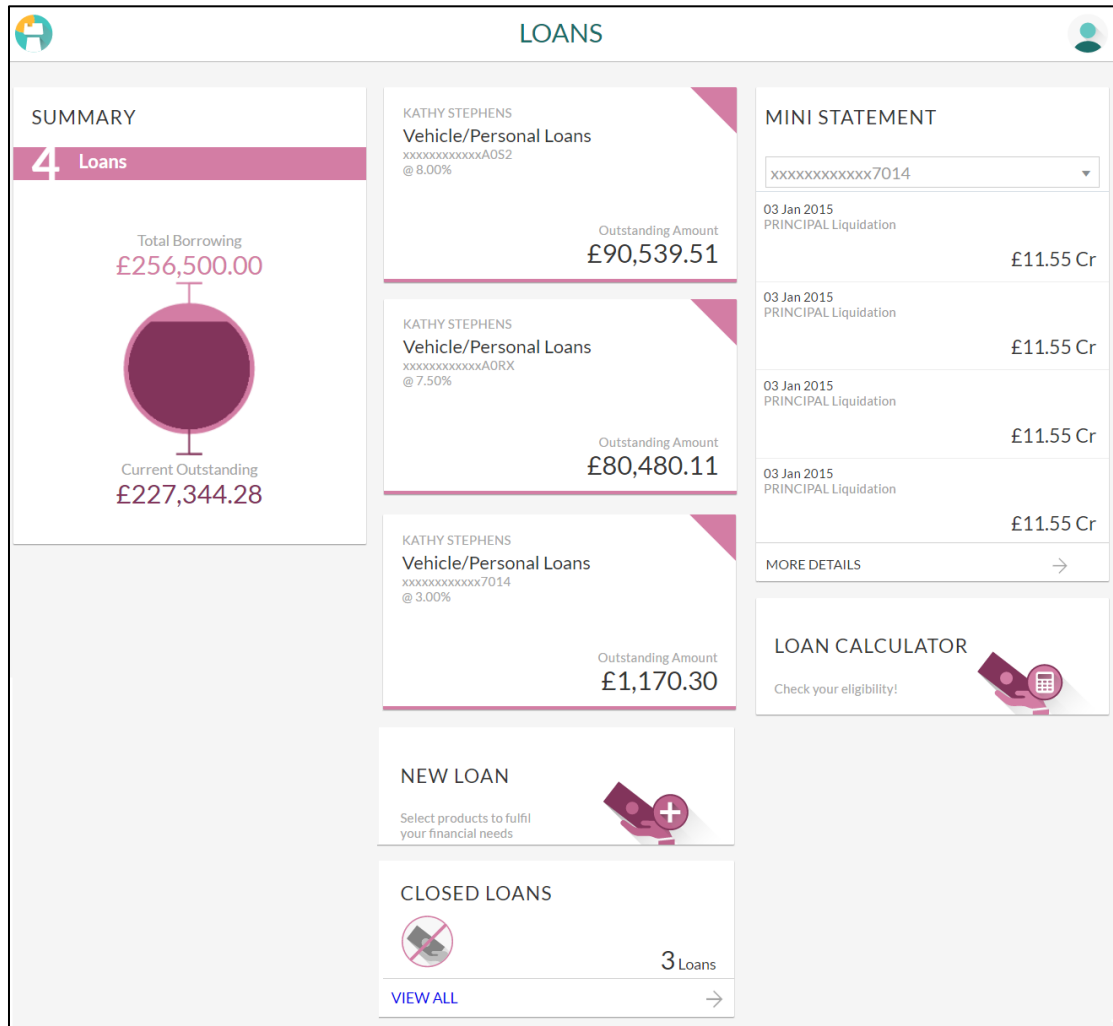 LOANS
SUMMARY
4 Loans
Total Borrowing
£256,500.00
Current Outstanding
£227,344.28
KATHY STEPHENS
Vehicle/Personal Loans
xxxxxxxxxxxxA0S2
@ 8.00%
Outstanding Amount
£90,539.51
KATHY STEPHENS
Vehicle/Personal Loans
xxxxxxxxxxxxA0RX
@ 7.50%
Outstanding Amount
£80,480.11
KATHY STEPHENS
Vehicle/Personal Loans
xxxxxxxxxxxx7014
@ 3.00%
Outstanding Amount
£1,170.30
NEW LOAN
Select products to fulfil
your financial needs
CLOSED LOANS
3 Loans
VIEW ALL
MINI STATEMENT
xxxxxxxxxxxx7014
03 Jan 2015
PRINCIPAL Liquidation
£11.55 Cr
03 Jan 2015
PRINCIPAL Liquidation
£11.55 Cr
03 Jan 2015
PRINCIPAL Liquidation
£11.55 Cr
03 Jan 2015
PRINCIPAL Liquidation
£11.55 Cr
MORE DETAILS
LOAN CALCULATOR
Check your eligibility!